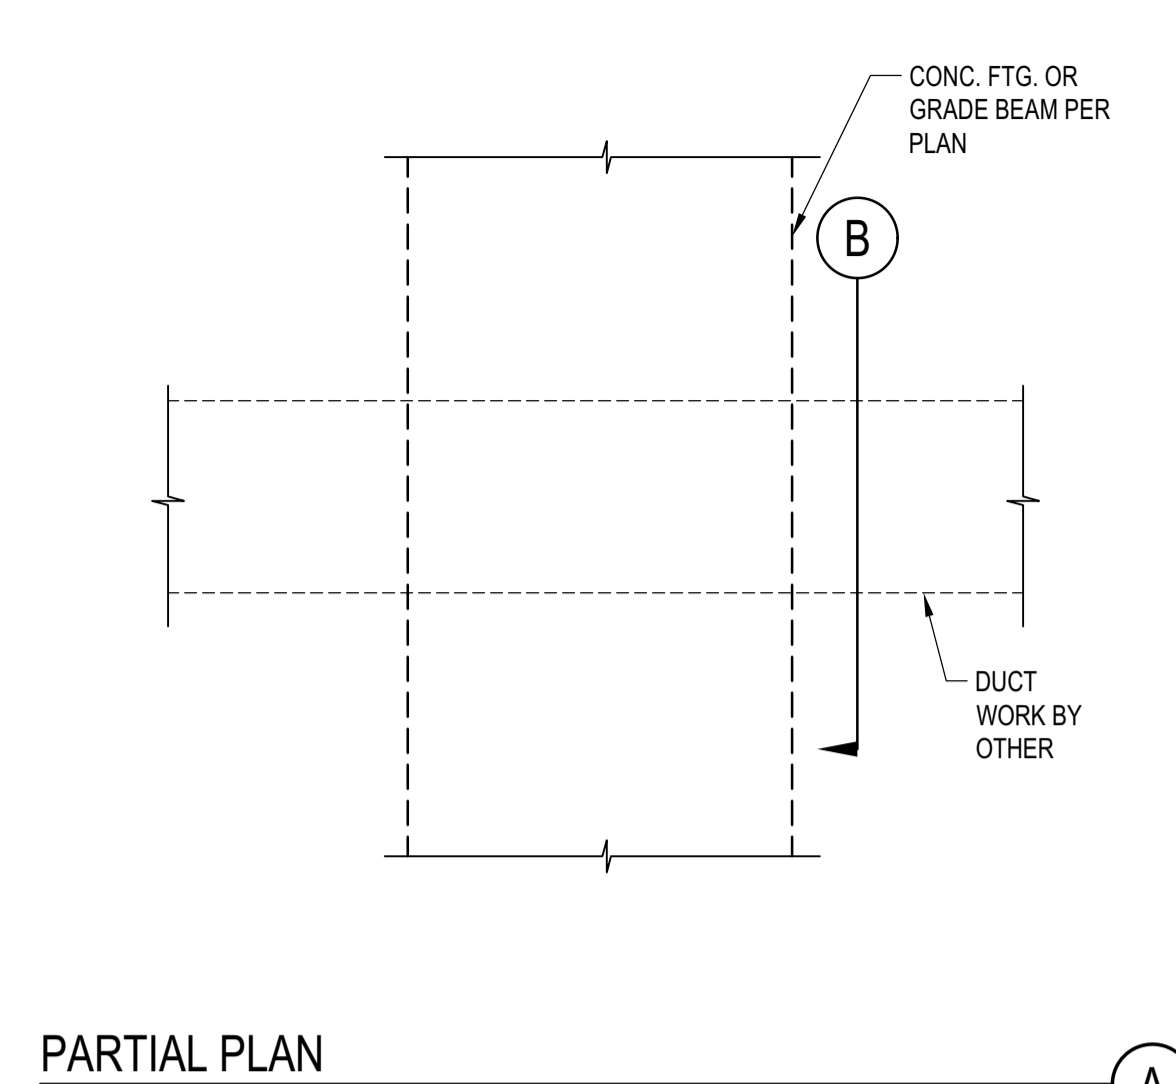 CONC. FTG. OR
GRADE BEAM PER
PLAN
B
DUCT
WORK BY
OTHER
PARTIAL PLAN
A